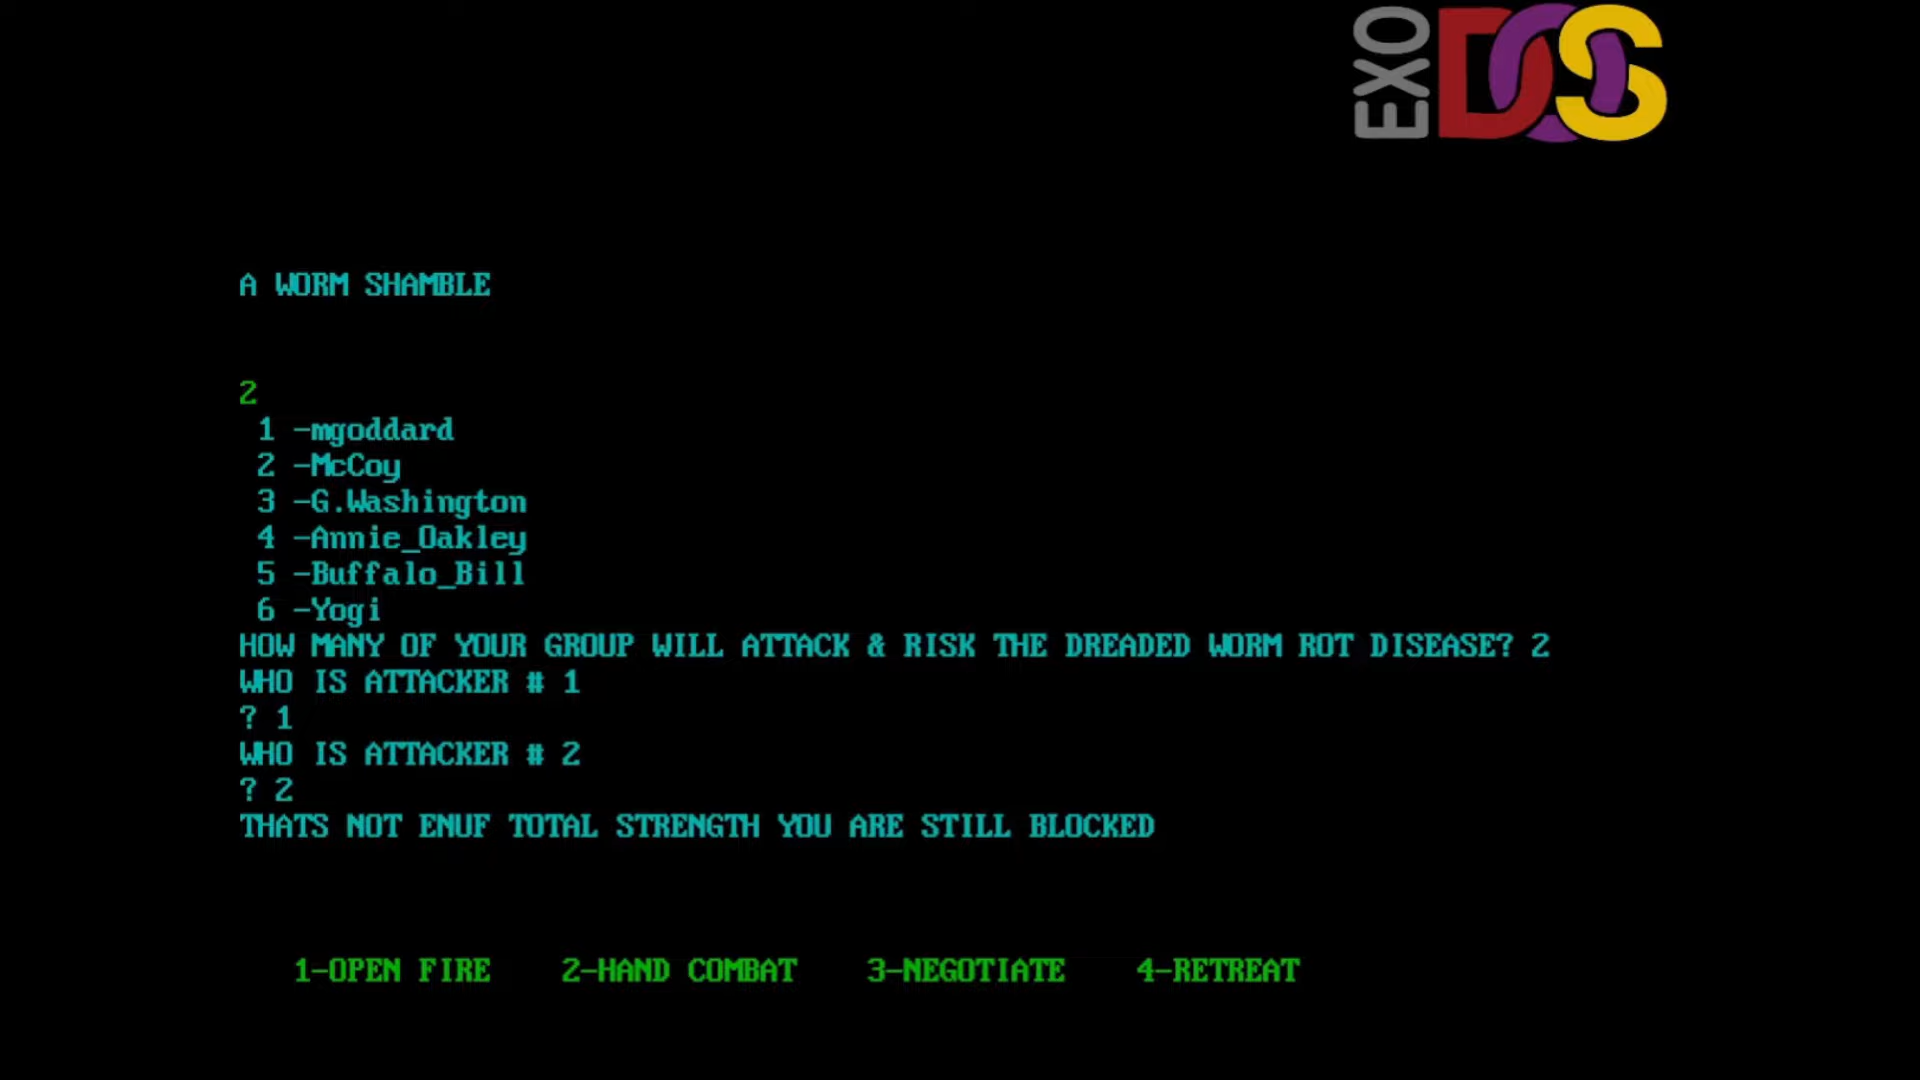 EXO
DOS
A WORM SHAMBLE
2
1 -mgoddard
2 -McCoy
3 -G.Washington
4 -Annie_Oakley
5 -Buffalo_Bill
6 -Yogi
HOW MANY OF YOUR GROUP WILL ATTACK & RISK THE DREADED WORM ROT DISEASE? 2
WHO IS ATTACKER # 1
? 1
WHO IS ATTACKER # 2
? 2
THATS NOT ENUF TOTAL STRENGTH YOU ARE STILL BLOCKED
1-OPEN FIRE 2-HAND COMBAT 3-NEGOTIATE 4-RETREAT